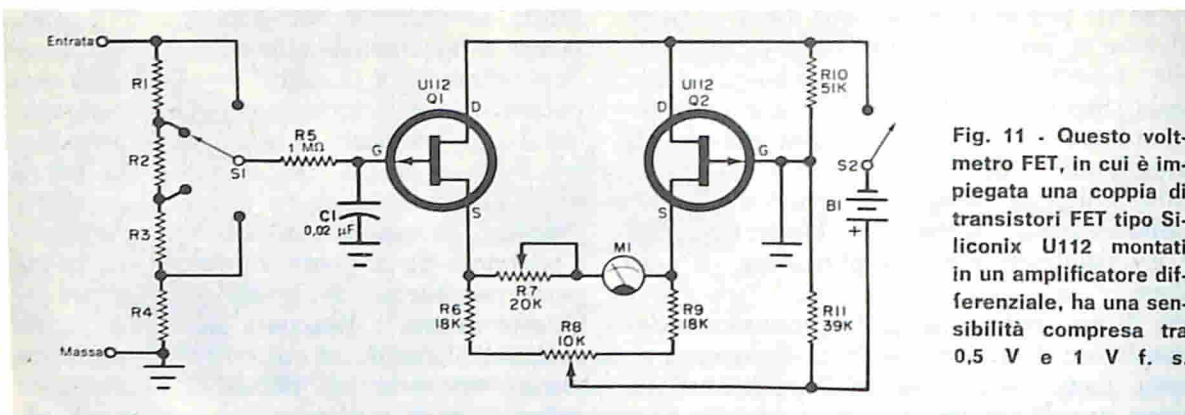 Entrata
R1
R2
R3
R4
Massa
S1
R5
1 MΩ
C1
0,02 µF
G
U112
Q1
D
S
R6
18K
R7
20K
M1
R8
10K
R9
18K
U112
Q2
D
G
S
R10
51K
R11
39K
S2
B1
+
Fig. 11 - Questo volt-
metro FET, in cui è im-
piegata una coppia di
transistori FET tipo Si-
liconix U112 montati
in un amplificatore dif-
ferenziale, ha una sen-
sibilità compresa tra
0,5 V e 1 V f. s.